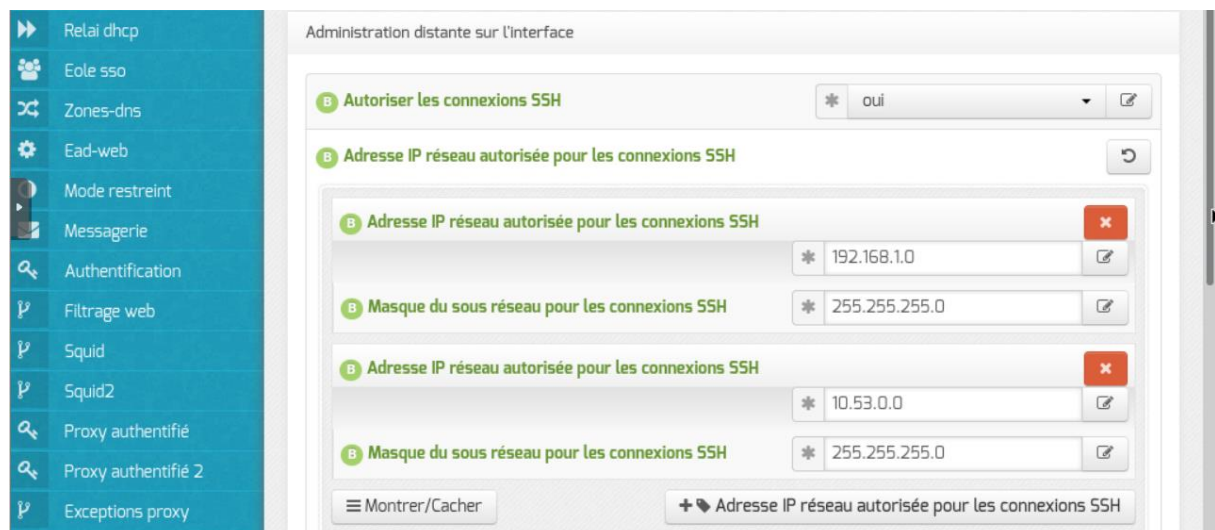 Relai dhcp
Eole sso
Zones-dns
Ead-web
Mode restreint
Messagerie
Authentification
Filtrage web
Squid
Squid2
Proxy authentifié
Proxy authentifié 2
Exceptions proxy
Administration distante sur l'interface
B Autoriser les connexions SSH
oui
B Adresse IP réseau autorisée pour les connexions SSH
B Adresse IP réseau autorisée pour les connexions SSH
192.168.1.0
B Masque du sous réseau pour les connexions SSH
255.255.255.0
B Adresse IP réseau autorisée pour les connexions SSH
10.53.0.0
B Masque du sous réseau pour les connexions SSH
255.255.255.0
Montrer/Cacher
Adresse IP réseau autorisée pour les connexions SSH